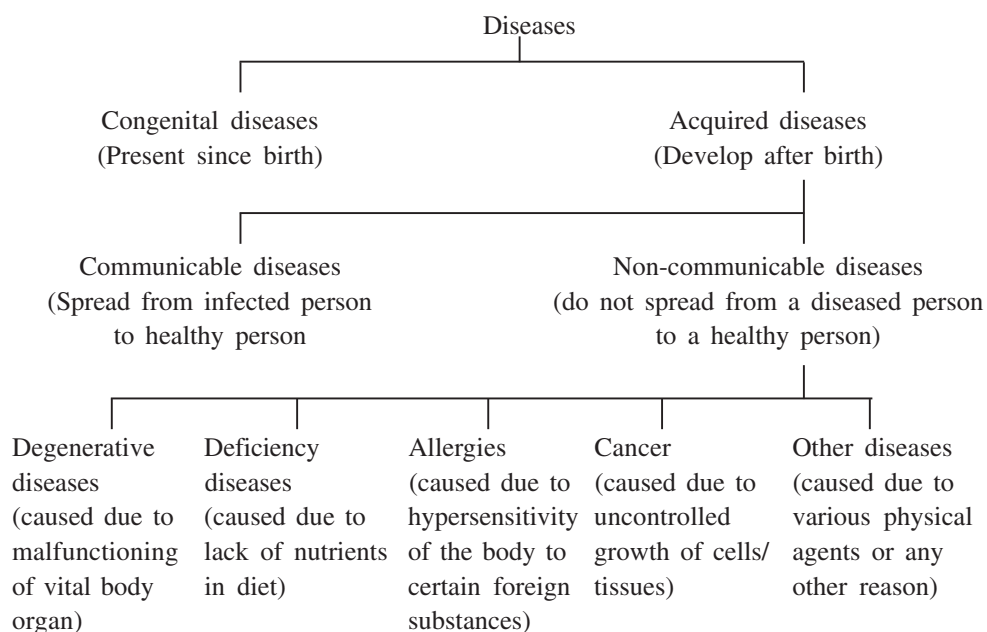 Diseases
Congenital diseases
(Present since birth)
Acquired diseases
(Develop after birth)
Communicable diseases
(Spread from infected person
to healthy person
Non-communicable diseases
(do not spread from a diseased person
to a healthy person)
Degenerative
diseases
(caused due to
malfunctioning
of vital body
organ)
Deficiency
diseases
(caused due to
lack of nutrients
in diet)
Allergies
(caused due to
hypersensitivity
of the body to
certain foreign
substances)
Cancer
(caused due to
uncontrolled
growth of cells/
tissues)
Other diseases
(caused due to
various physical
agents or any
other reason)